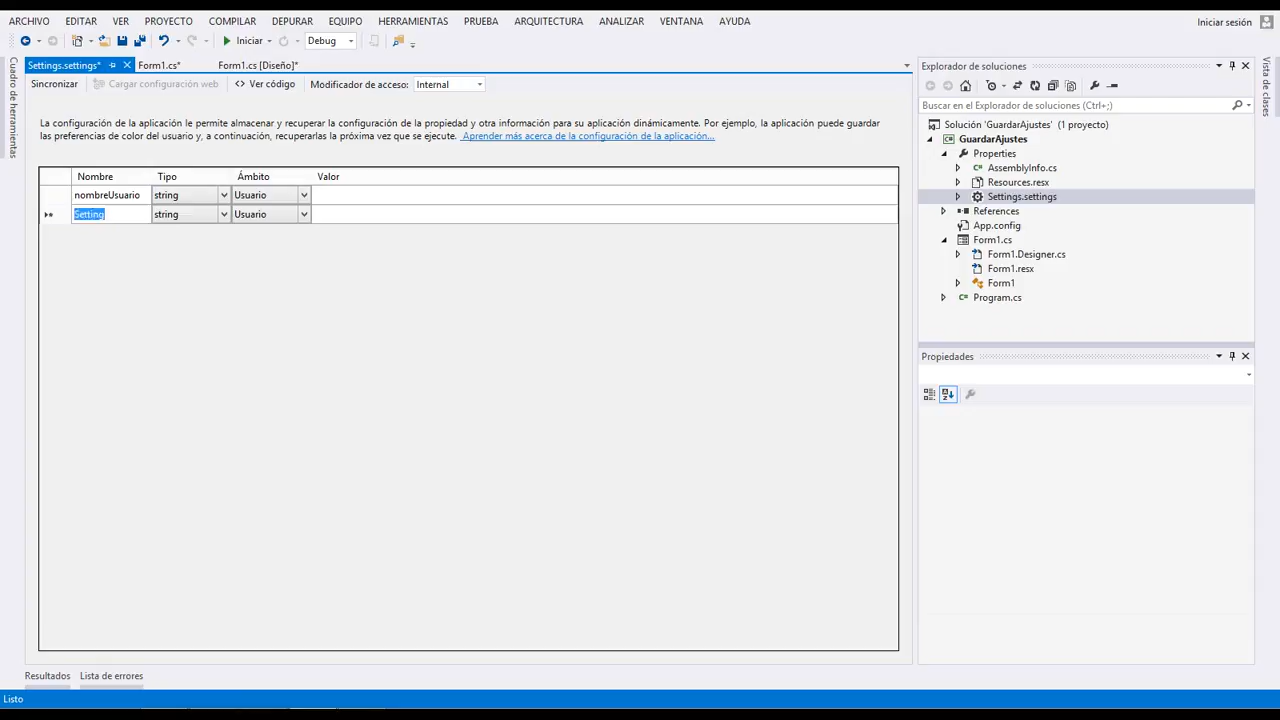 ARCHIVO EDITAR VER PROYECTO COMPILAR DEPURAR EQUIPO HERRAMIENTAS PRUEBA ARQUITECTURA ANALIZAR VENTANA AYUDA Iniciar sesión
Iniciar Debug
Settings.settings* Form1.cs* Form1.cs [Diseño]*
Sincronizar Cargar configuración web <> Ver código Modificador de acceso: Internal
La configuración de la aplicación le permite almacenar y recuperar la configuración de la propiedad y otra información para su aplicación dinámicamente. Por ejemplo, la aplicación puede guardar
las preferencias de color del usuario y, a continuación, recuperarlas la próxima vez que se ejecute. Aprender más acerca de la configuración de la aplicación...
Nombre Tipo Ámbito Valor
nombreUsuario string Usuario
Setting string Usuario
Cuadro de herramientas
Explorador de soluciones
Buscar en el Explorador de soluciones (Ctrl+;)
Solución 'GuardarAjustes' (1 proyecto)
GuardarAjustes
Properties
AssemblyInfo.cs
Resources.resx
Settings.settings
References
App.config
Form1.cs
Form1.Designer.cs
Form1.resx
Form1
Program.cs
Propiedades
Vista de clases
Resultados Lista de errores
Listo